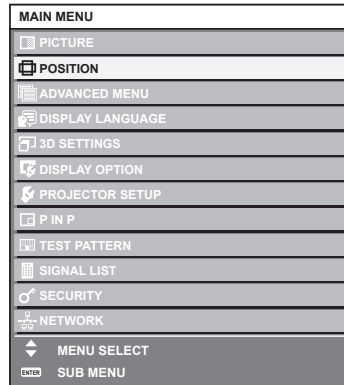 MAIN MENU
PICTURE
POSITION
ADVANCED MENU
DISPLAY LANGUAGE
3D SETTINGS
DISPLAY OPTION
PROJECTOR SETUP
P IN P
TEST PATTERN
SIGNAL LIST
SECURITY
NETWORK
MENU SELECT
ENTER SUB MENU